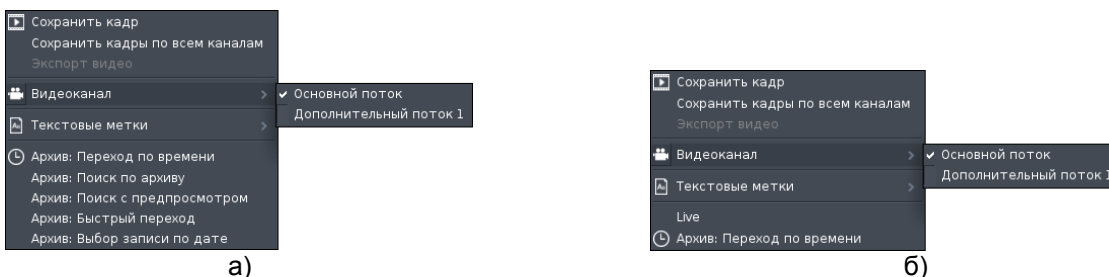 Сохранить кадр
Сохранить кадры по всем каналам
Экспорт видео
Видеоканал
Основной поток
Дополнительный поток 1
Текстовые метки
Архив: Переход по времени
Архив: Поиск по архиву
Архив: Поиск с предпросмотром
Архив: Быстрый переход
Архив: Выбор записи по дате
а)
Сохранить кадр
Сохранить кадры по всем каналам
Экспорт видео
Видеоканал
Основной поток
Дополнительный поток 1
Текстовые метки
Live
Архив: Переход по времени
б)